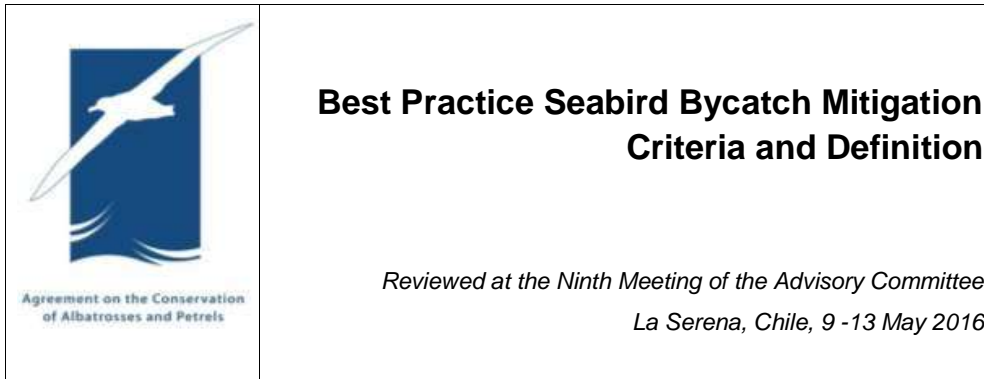 Best Practice Seabird Bycatch Mitigation
Criteria and Definition
Reviewed at the Ninth Meeting of the Advisory Committee
La Serena, Chile, 9 -13 May 2016
Agreement on the Conservation
of Albatrosses and Petrels